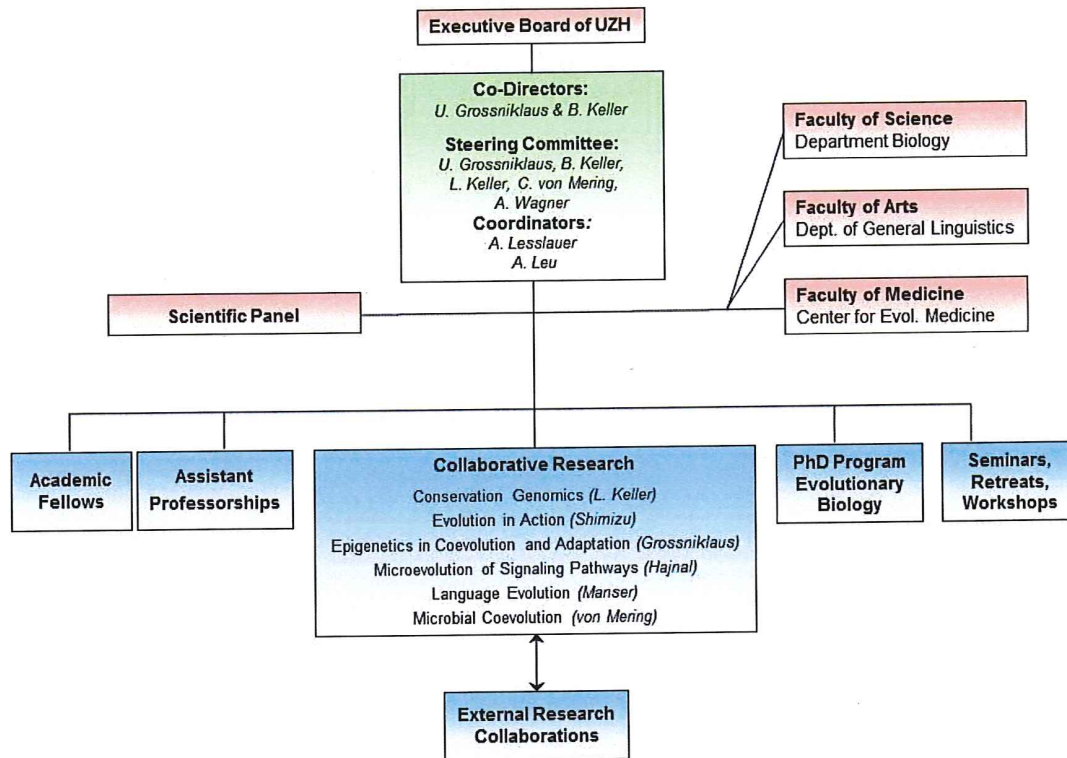 Executive Board of UZH
Co-Directors:
U. Grossniklaus & B. Keller
Steering Committee:
U. Grossniklaus, B. Keller,
L. Keller, C. von Mering,
A. Wagner
Coordinators:
A. Lesslauer
A. Leu
Faculty of Science
Department Biology
Faculty of Arts
Dept. of General Linguistics
Faculty of Medicine
Center for Evol. Medicine
Scientific Panel
Academic
Fellows
Assistant
Professorships
Collaborative Research
Conservation Genomics (L. Keller)
Evolution in Action (Shimizu)
Epigenetics in Coevolution and Adaptation (Grossniklaus)
Microevolution of Signaling Pathways (Hajnal)
Language Evolution (Manser)
Microbial Coevolution (von Mering)
PhD Program
Evolutionary
Biology
Seminars,
Retreats,
Workshops
External Research
Collaborations